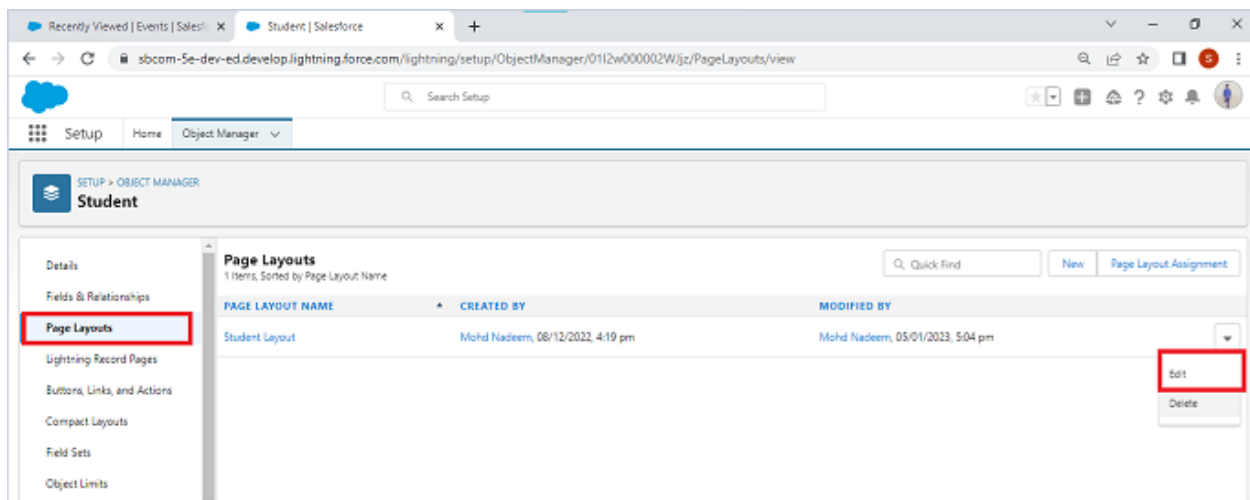 Recently Viewed | Events | Salesfo
Student | Salesforce
sbcom-5e-dev-ed.develop.lightning.force.com/lightning/setup/ObjectManager/01I2w000002WJjz/PageLayouts/view
S
Search Setup
Setup Home Object Manager
SETUP > OBJECT MANAGER
Student
Details
Fields & Relationships
Page Layouts
Lightning Record Pages
Buttons, Links, and Actions
Compact Layouts
Field Sets
Object Limits
Page Layouts
1 Items, Sorted by Page Layout Name
Quick Find New Page Layout Assignment
PAGE LAYOUT NAME CREATED BY MODIFIED BY
Student Layout Mohd Nadeem, 08/12/2022, 4:19 pm Mohd Nadeem, 05/01/2023, 5:04 pm
Edit
Delete